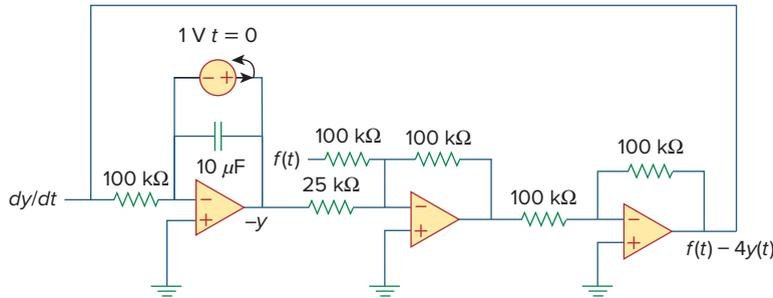 1 V t = 0
− +
100 kΩ
10 μF
dy/dt
−
+
−y
f(t)
100 kΩ
100 kΩ
25 kΩ
−
+
100 kΩ
100 kΩ
−
+
f(t) − 4y(t)